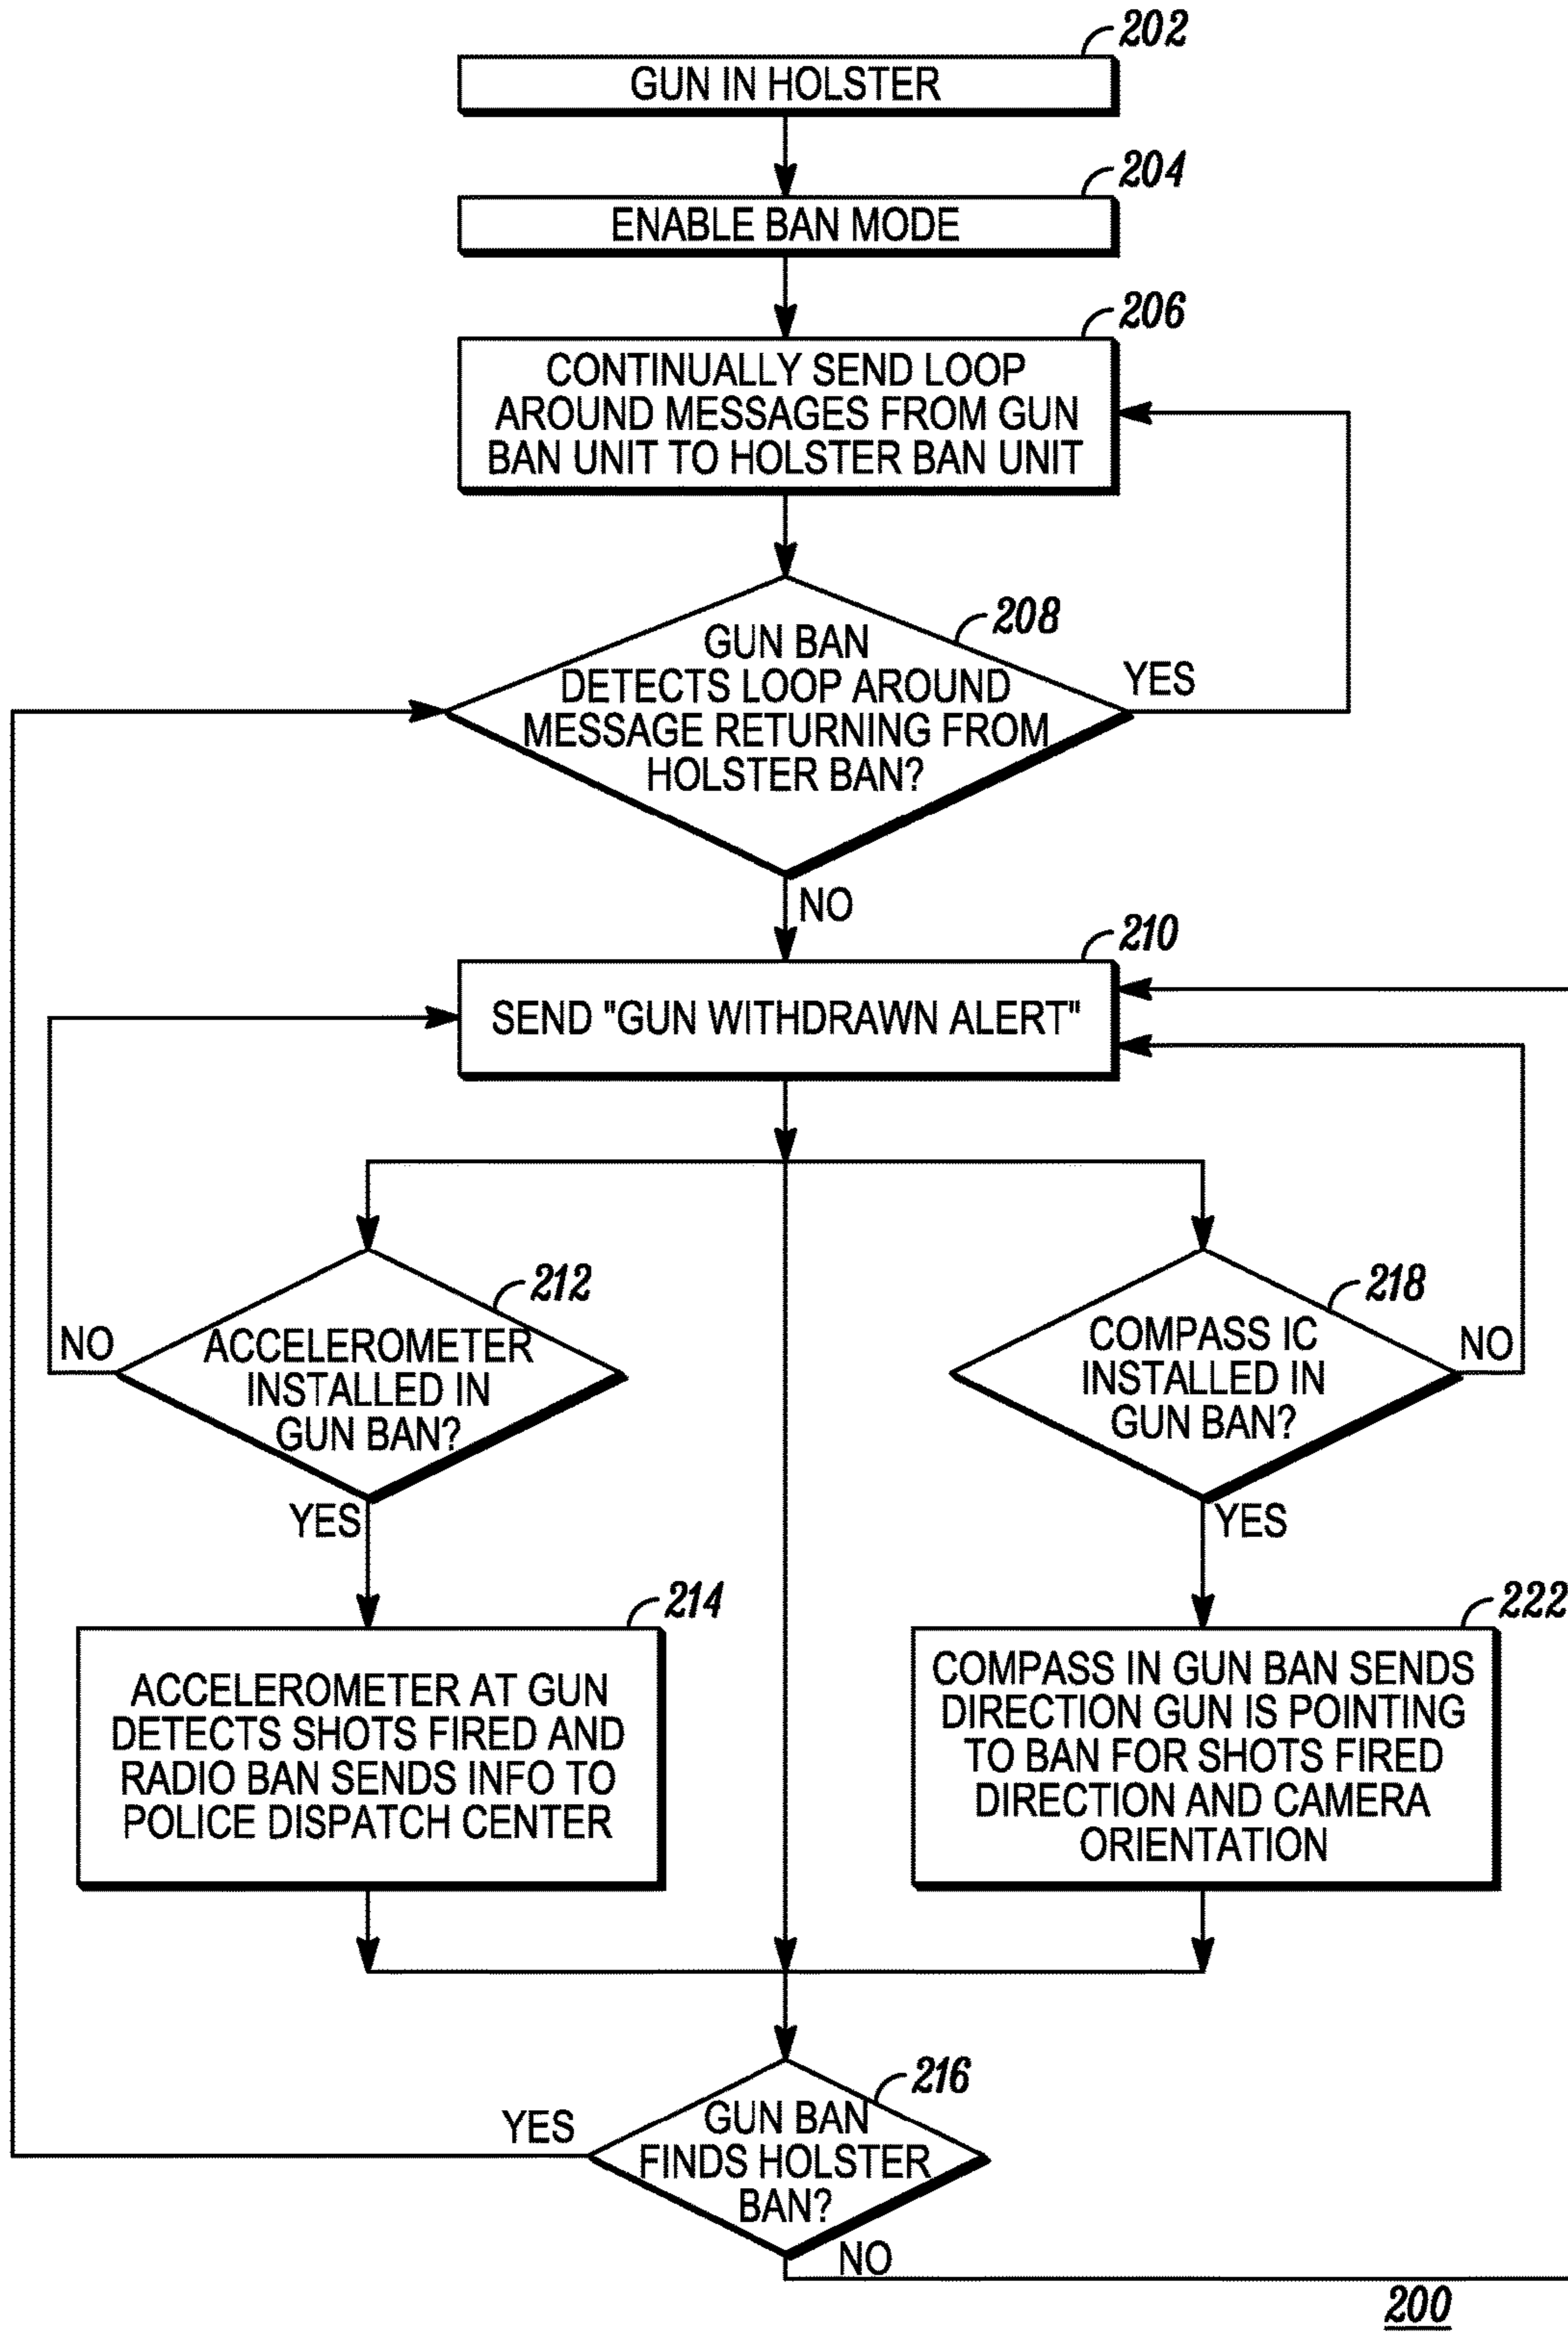 202
GUN IN HOLSTER
204
ENABLE BAN MODE
206
CONTINUALLY SEND LOOP
AROUND MESSAGES FROM GUN
BAN UNIT TO HOLSTER BAN UNIT
208
GUN BAN
DETECTS LOOP AROUND
MESSAGE RETURNING FROM
HOLSTER BAN?
YES
NO
210
SEND "GUN WITHDRAWN ALERT"
212
ACCELEROMETER
INSTALLED IN
GUN BAN?
NO
YES
218
COMPASS IC
INSTALLED IN
GUN BAN?
NO
YES
214
ACCELEROMETER AT GUN
DETECTS SHOTS FIRED AND
RADIO BAN SENDS INFO TO
POLICE DISPATCH CENTER
222
COMPASS IN GUN BAN SENDS
DIRECTION GUN IS POINTING
TO BAN FOR SHOTS FIRED
DIRECTION AND CAMERA
ORIENTATION
216
GUN BAN
FINDS HOLSTER
BAN?
YES
NO
200